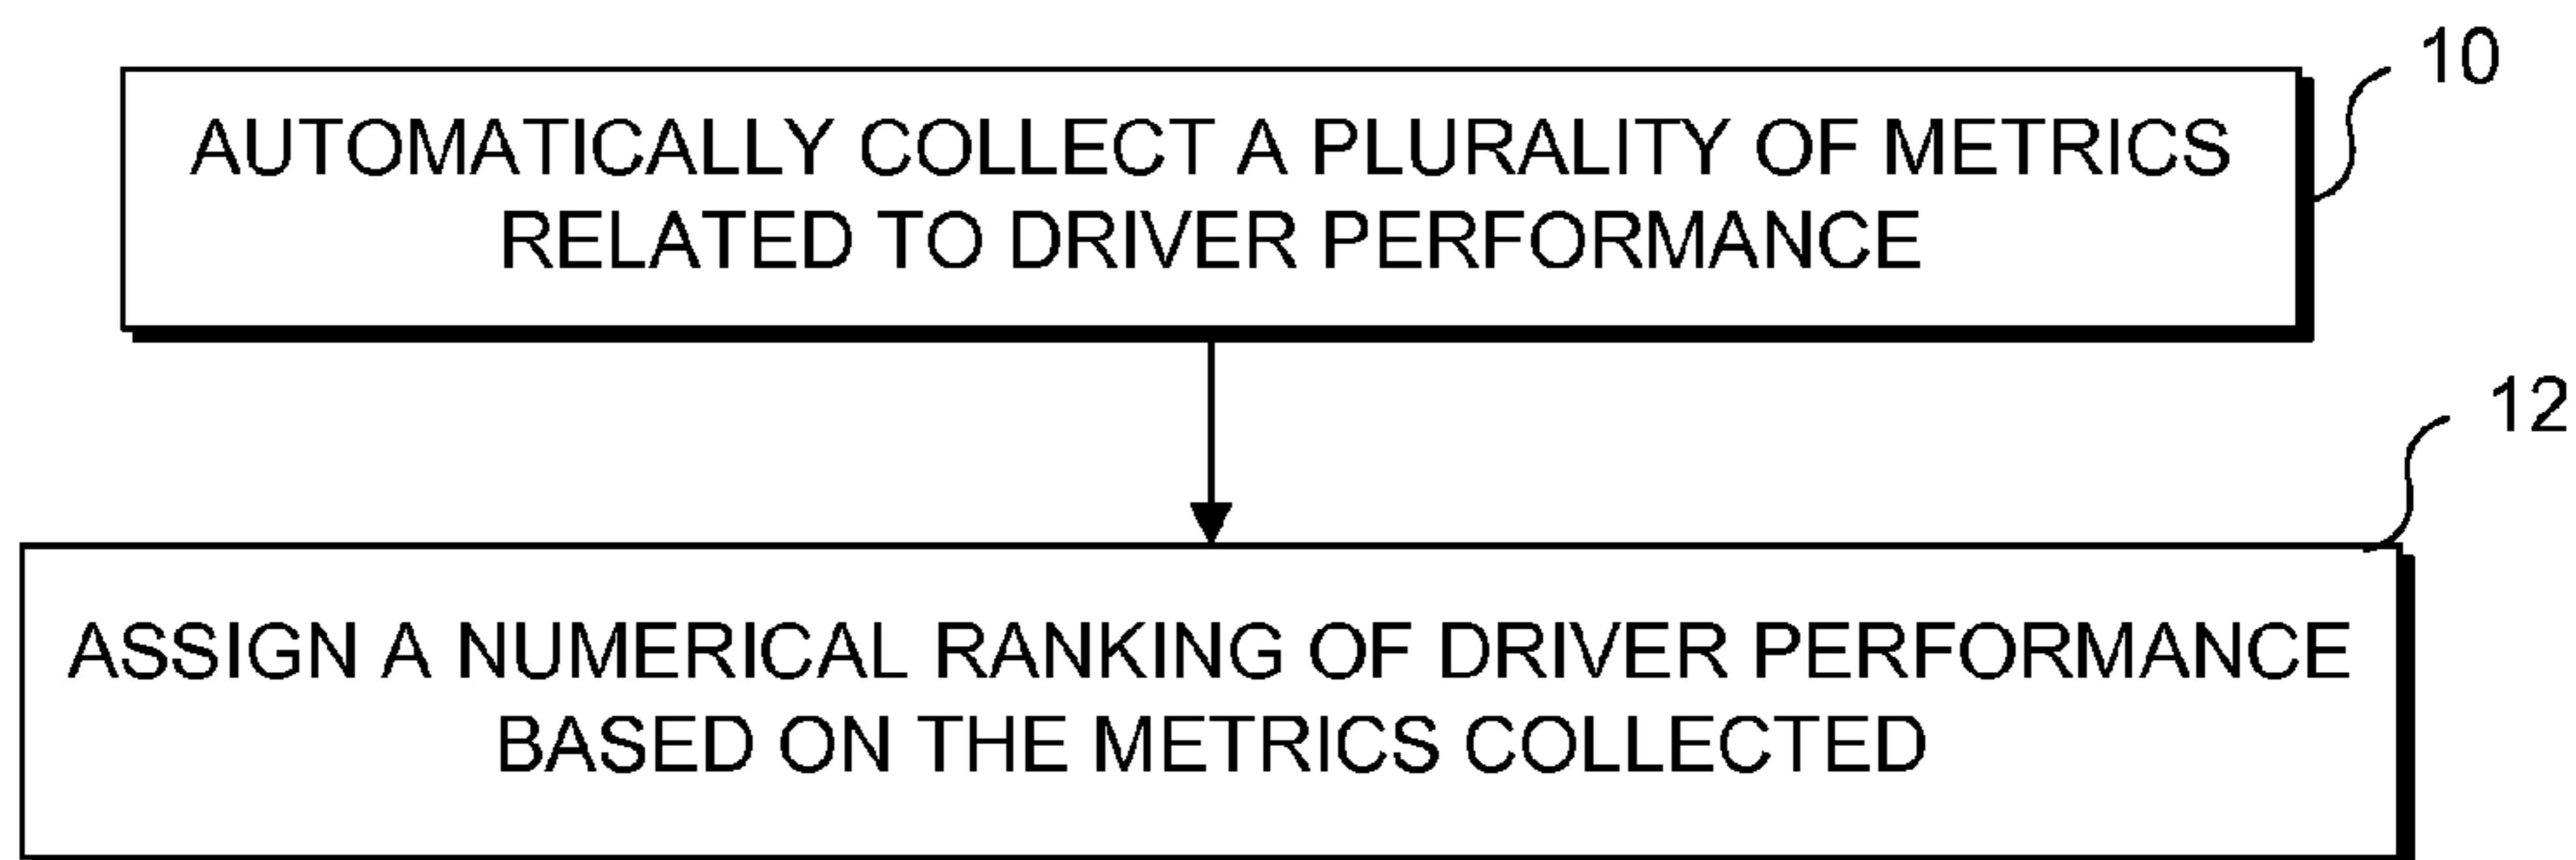 10
AUTOMATICALLY COLLECT A PLURALITY OF METRICS
RELATED TO DRIVER PERFORMANCE
12
ASSIGN A NUMERICAL RANKING OF DRIVER PERFORMANCE
BASED ON THE METRICS COLLECTED